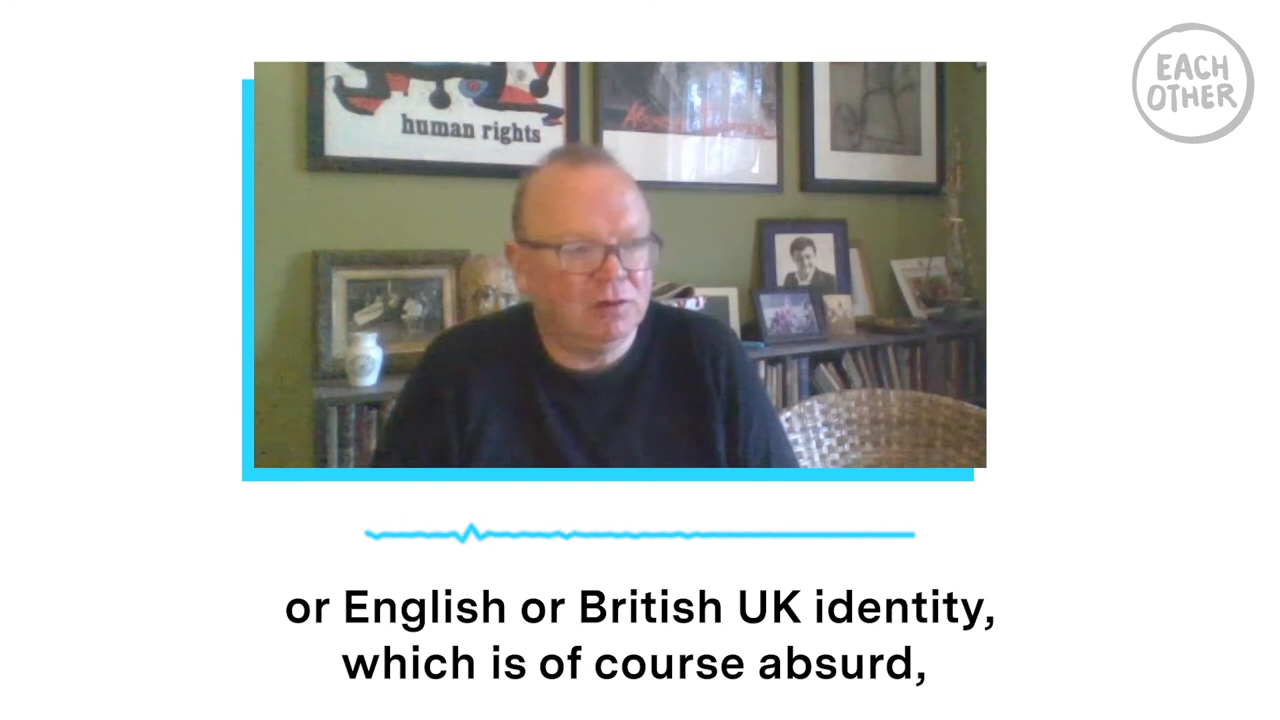 EACH
OTHER
human rights
or English or British UK identity,
which is of course absurd,